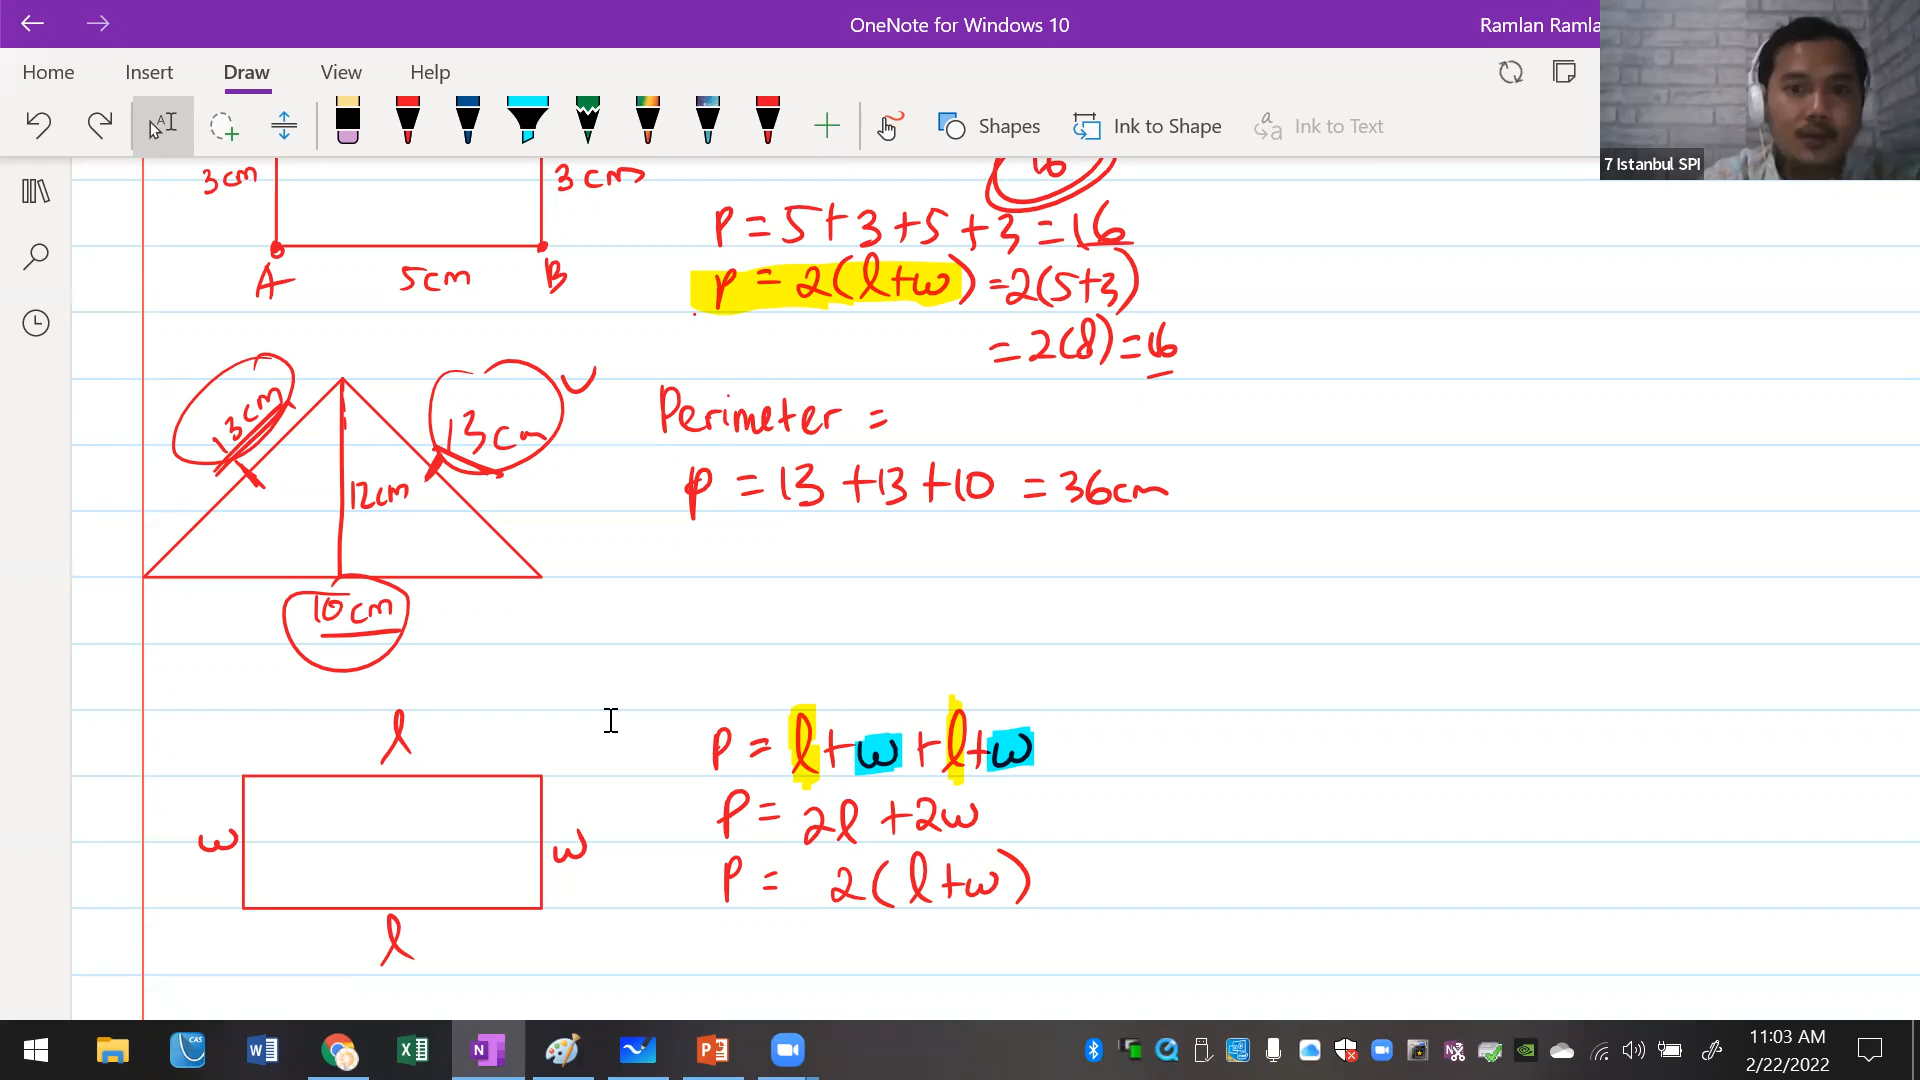 OneNote for Windows 10
Ramlan Ramla
Home Insert Draw View Help
Shapes Ink to Shape Ink to Text
7 Istanbul SPI
3cm
3cm
16
A
5cm
B
P = 5+3+5+3 = 16
P = 2(l+w) = 2(5+3)
= 2(8) = 16
13cm
13cm
12cm
10cm
Perimeter =
P = 13+13+10 = 36cm
l
w
w
l
P = l+w+l+w
P = 2l+2w
P = 2(l+w)
11:03 AM
2/22/2022